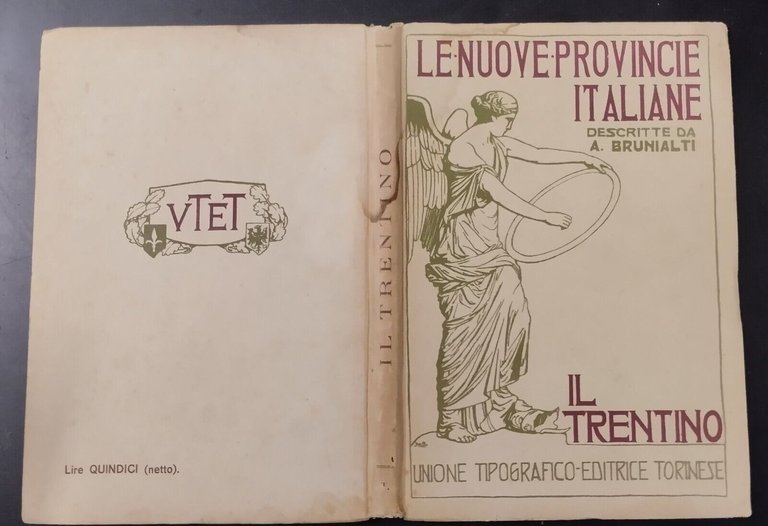 VTET
Lire QUINDICI (netto).
IL TRENTINO
LE·NUOVE·PROVINCIE
ITALIANE
DESCRITTE DA
A. BRUNIALTI
IL
TRENTINO
UNIONE TIPOGRAFICO-EDITRICE TORINESE